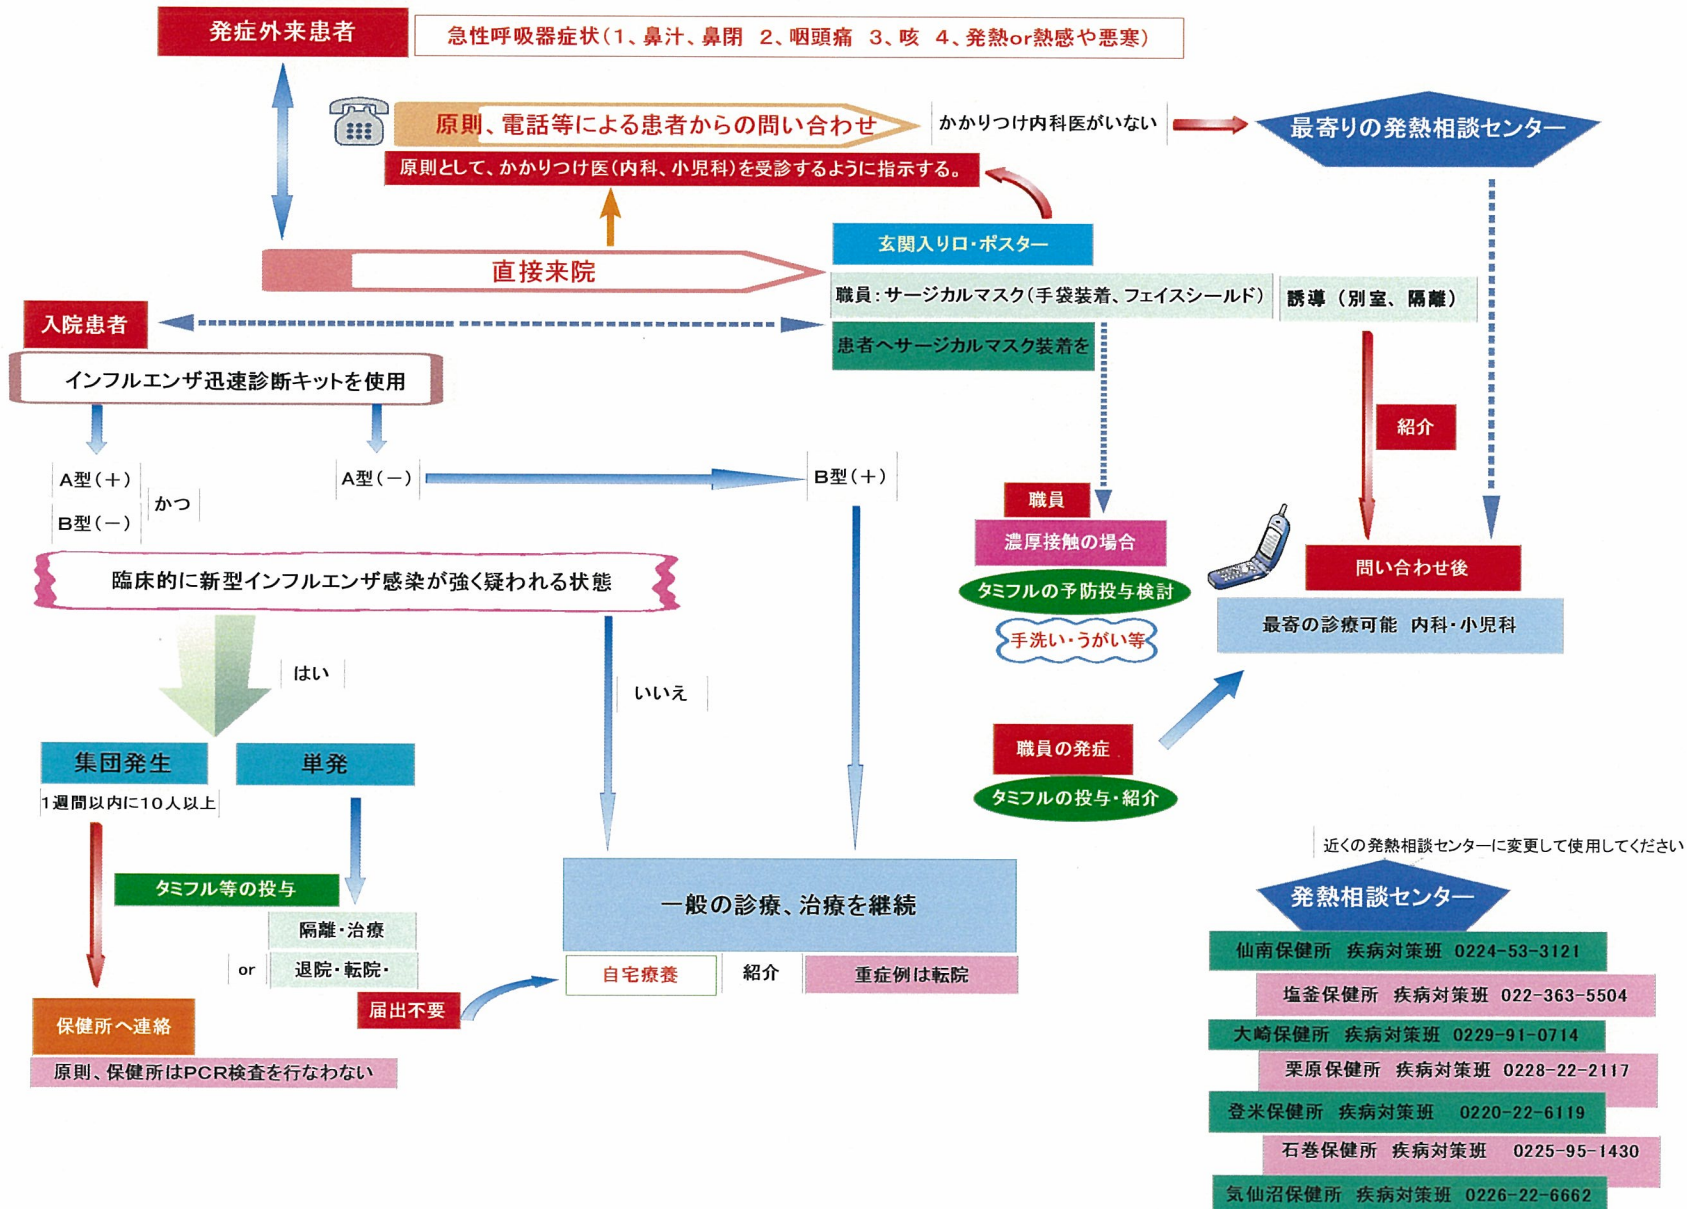 発症外来患者
急性呼吸器症状(1、鼻汁、鼻閉 2、咽頭痛 3、咳 4、発熱or熱感や悪寒)
原則、電話等による患者からの問い合わせ
かかりつけ内科医がいない
最寄りの発熱相談センター
原則として、かかりつけ医(内科、小児科)を受診するように指示する。
玄関入り口・ポスター
直接来院
職員:サージカルマスク(手袋装着、フェイスシールド)
誘導(別室、隔離)
入院患者
患者へサージカルマスク装着を
インフルエンザ迅速診断キットを使用
紹介
A型(+)
B型(-)
かつ
A型(-)
B型(+)
職員
濃厚接触の場合
タミフルの予防投与検討
手洗い・うがい等
問い合わせ後
最寄の診療可能 内科・小児科
臨床的に新型インフルエンザ感染が強く疑われる状態
はい
いいえ
集団発生
単発
1週間以内に10人以上
職員の発症
タミフルの投与・紹介
タミフル等の投与
隔離・治療
or
退院・転院・
届出不要
一般の診療、治療を継続
自宅療養
紹介
重症例は転院
保健所へ連絡
原則、保健所はPCR検査を行なわない
近くの発熱相談センターに変更して使用してください
発熱相談センター
仙南保健所 疾病対策班 0224-53-3121
塩釜保健所 疾病対策班 022-363-5504
大崎保健所 疾病対策班 0229-91-0714
栗原保健所 疾病対策班 0228-22-2117
登米保健所 疾病対策班 0220-22-6119
石巻保健所 疾病対策班 0225-95-1430
気仙沼保健所 疾病対策班 0226-22-6662